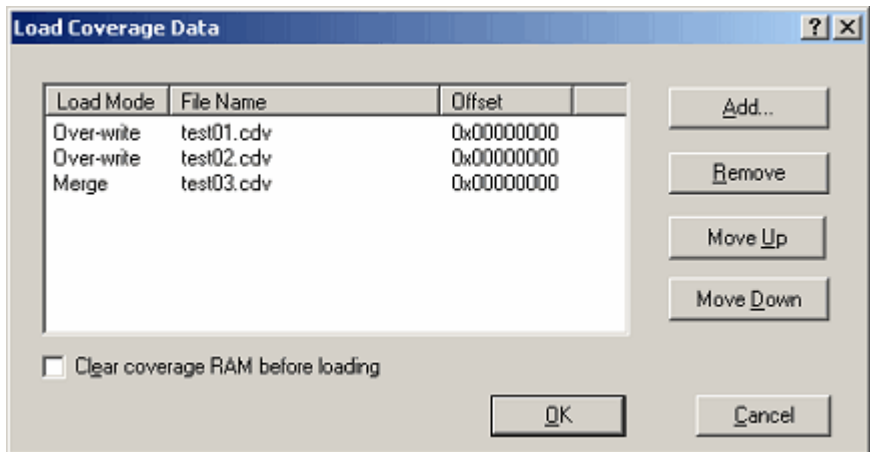 Load Coverage Data
Load Mode File Name Offset
Over-write test01.cdv 0x00000000
Over-write test02.cdv 0x00000000
Merge test03.cdv 0x00000000
Add...
Remove
Move Up
Move Down
Clear coverage RAM before loading
OK Cancel